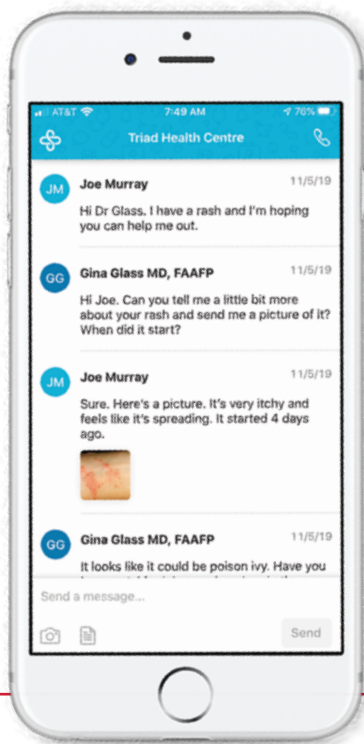 AT&T 7:49 AM 76%
Triad Health Centre
JM Joe Murray 11/5/19
Hi Dr Glass. I have a rash and I'm hoping
you can help me out.
GG Gina Glass MD, FAAFP 11/5/19
Hi Joe. Can you tell me a little bit more
about your rash and send me a picture of it?
When did it start?
JM Joe Murray 11/5/19
Sure. Here's a picture. It's very itchy and
feels like it's spreading. It started 4 days
ago.
GG Gina Glass MD, FAAFP 11/5/19
It looks like it could be poison ivy. Have you
Send a message...
Send